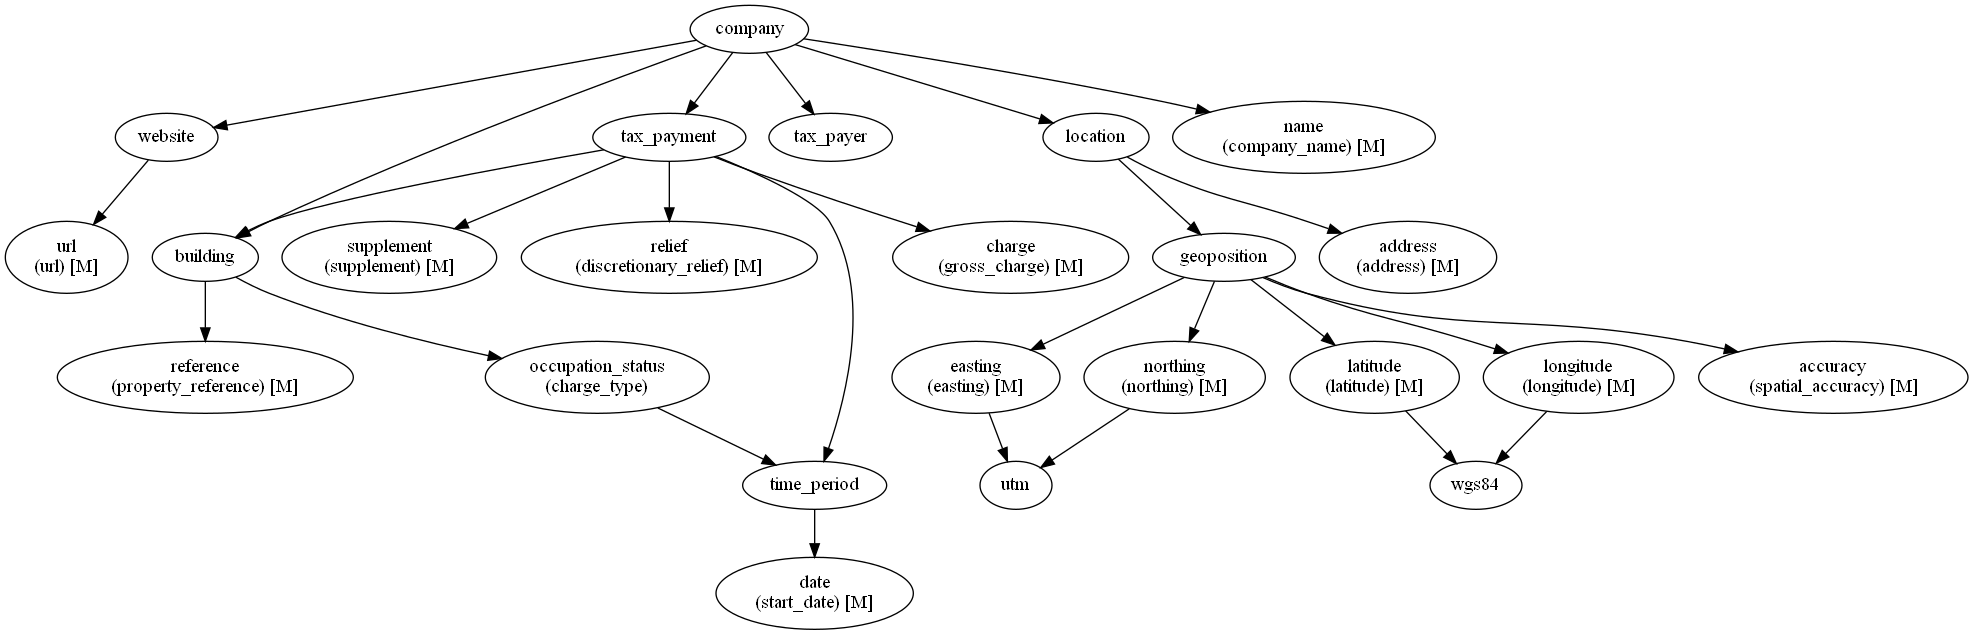 company
website
tax_payment
tax_payer
location
name
(company_name) [M]
url
(url) [M]
building
supplement
(supplement) [M]
relief
(discretionary_relief) [M]
charge
(gross_charge) [M]
geoposition
address
(address) [M]
reference
(property_reference) [M]
occupation_status
(charge_type)
easting
(easting) [M]
northing
(northing) [M]
latitude
(latitude) [M]
longitude
(longitude) [M]
accuracy
(spatial_accuracy) [M]
time_period
utm
wgs84
date
(start_date) [M]